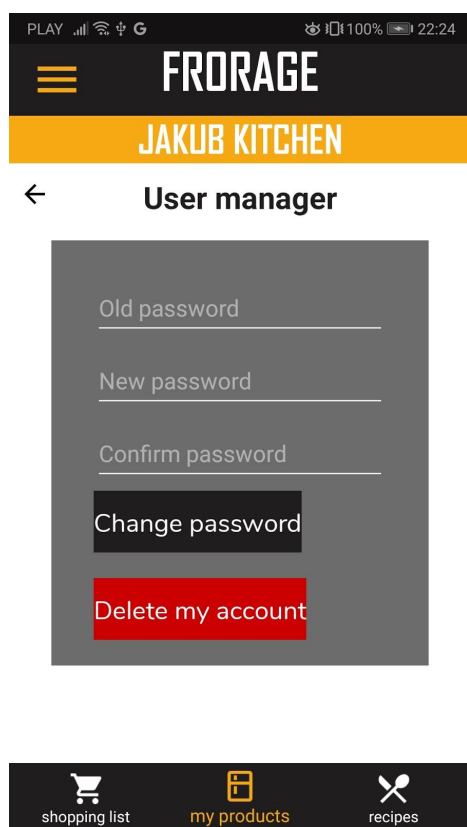 PLAY G 100% 22:24
FRORAGE
JAKUB KITCHEN
User manager
Old password
New password
Confirm password
Change password
Delete my account
shopping list my products recipes